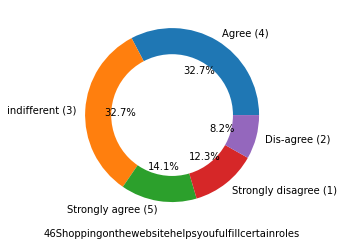 Agree (4)
32.7%
indifferent (3)
32.7%
8.2%
Dis-agree (2)
14.1%
12.3%
Strongly disagree (1)
Strongly agree (5)
46Shoppingonthewebsitehelpsyoufulfillcertainroles